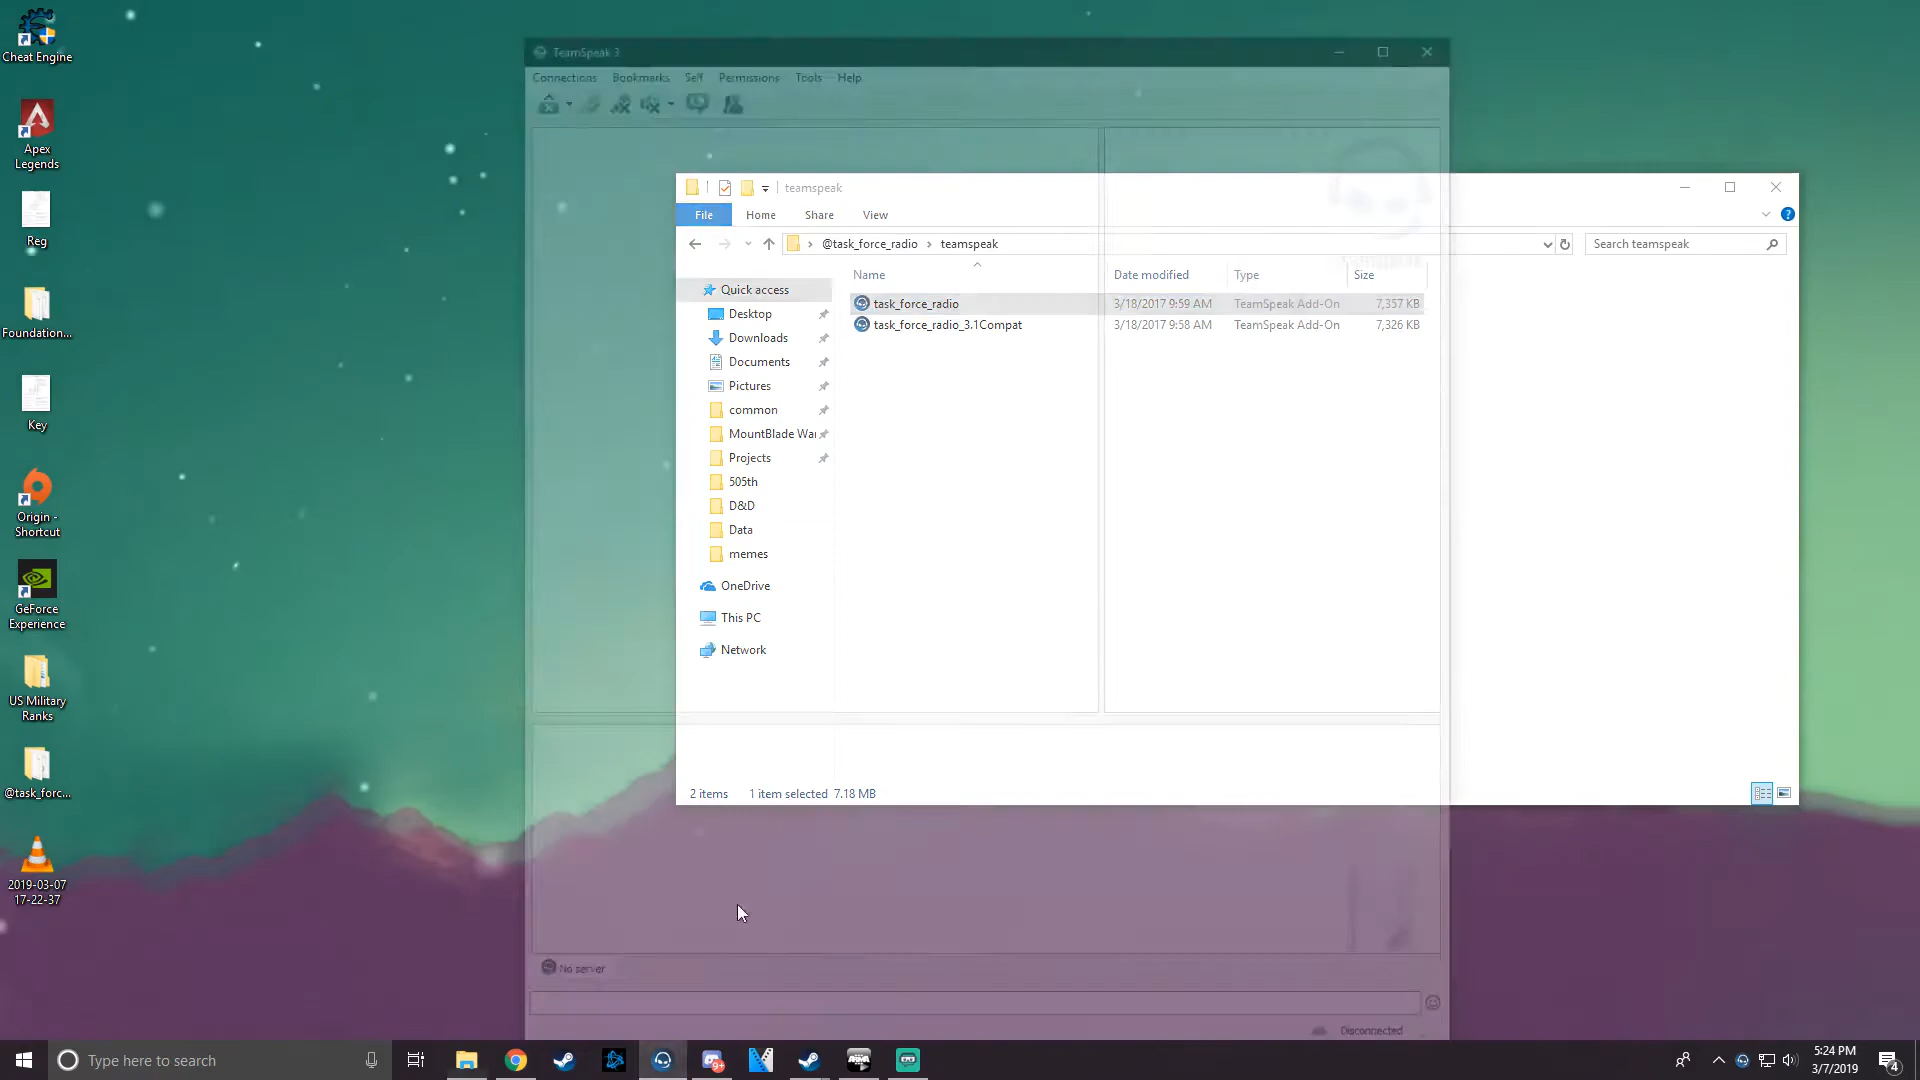 Cheat Engine
Apex
Legends
Reg
Foundation...
Key
Origin -
Shortcut
GeForce
Experience
US Military
Ranks
@task_forc...
2019-03-07
17-22-37
TeamSpeak 3
Connections Bookmarks Self Permissions Tools Help
teamspeak
File Home Share View
@task_force_radio › teamspeak
Search teamspeak
Name Date modified Type Size
task_force_radio 3/18/2017 9:59 AM TeamSpeak Add-On 7,357 KB
task_force_radio_3.1Compat 3/18/2017 9:58 AM TeamSpeak Add-On 7,326 KB
Quick access
Desktop
Downloads
Documents
Pictures
common
MountBlade War
Projects
505th
D&D
Data
memes
OneDrive
This PC
Network
2 items 1 item selected 7.18 MB
No server
Disconnected
Type here to search
9+
5:24 PM
3/7/2019
4